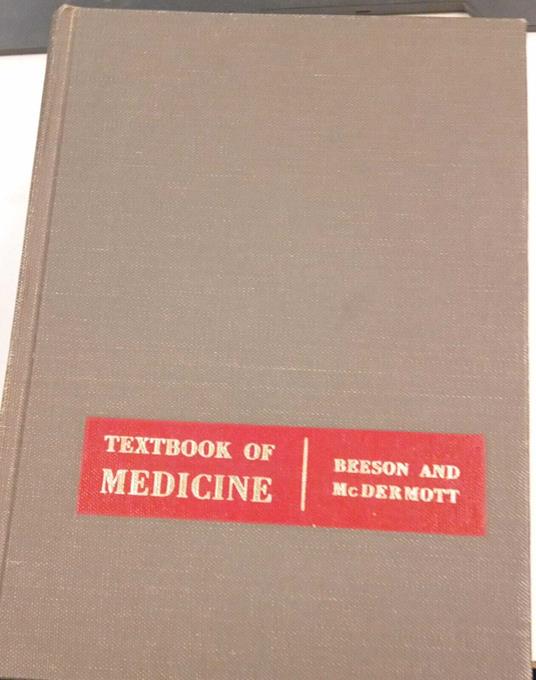 TEXTBOOK OF
MEDICINE
BEESON AND
McDERMOTT